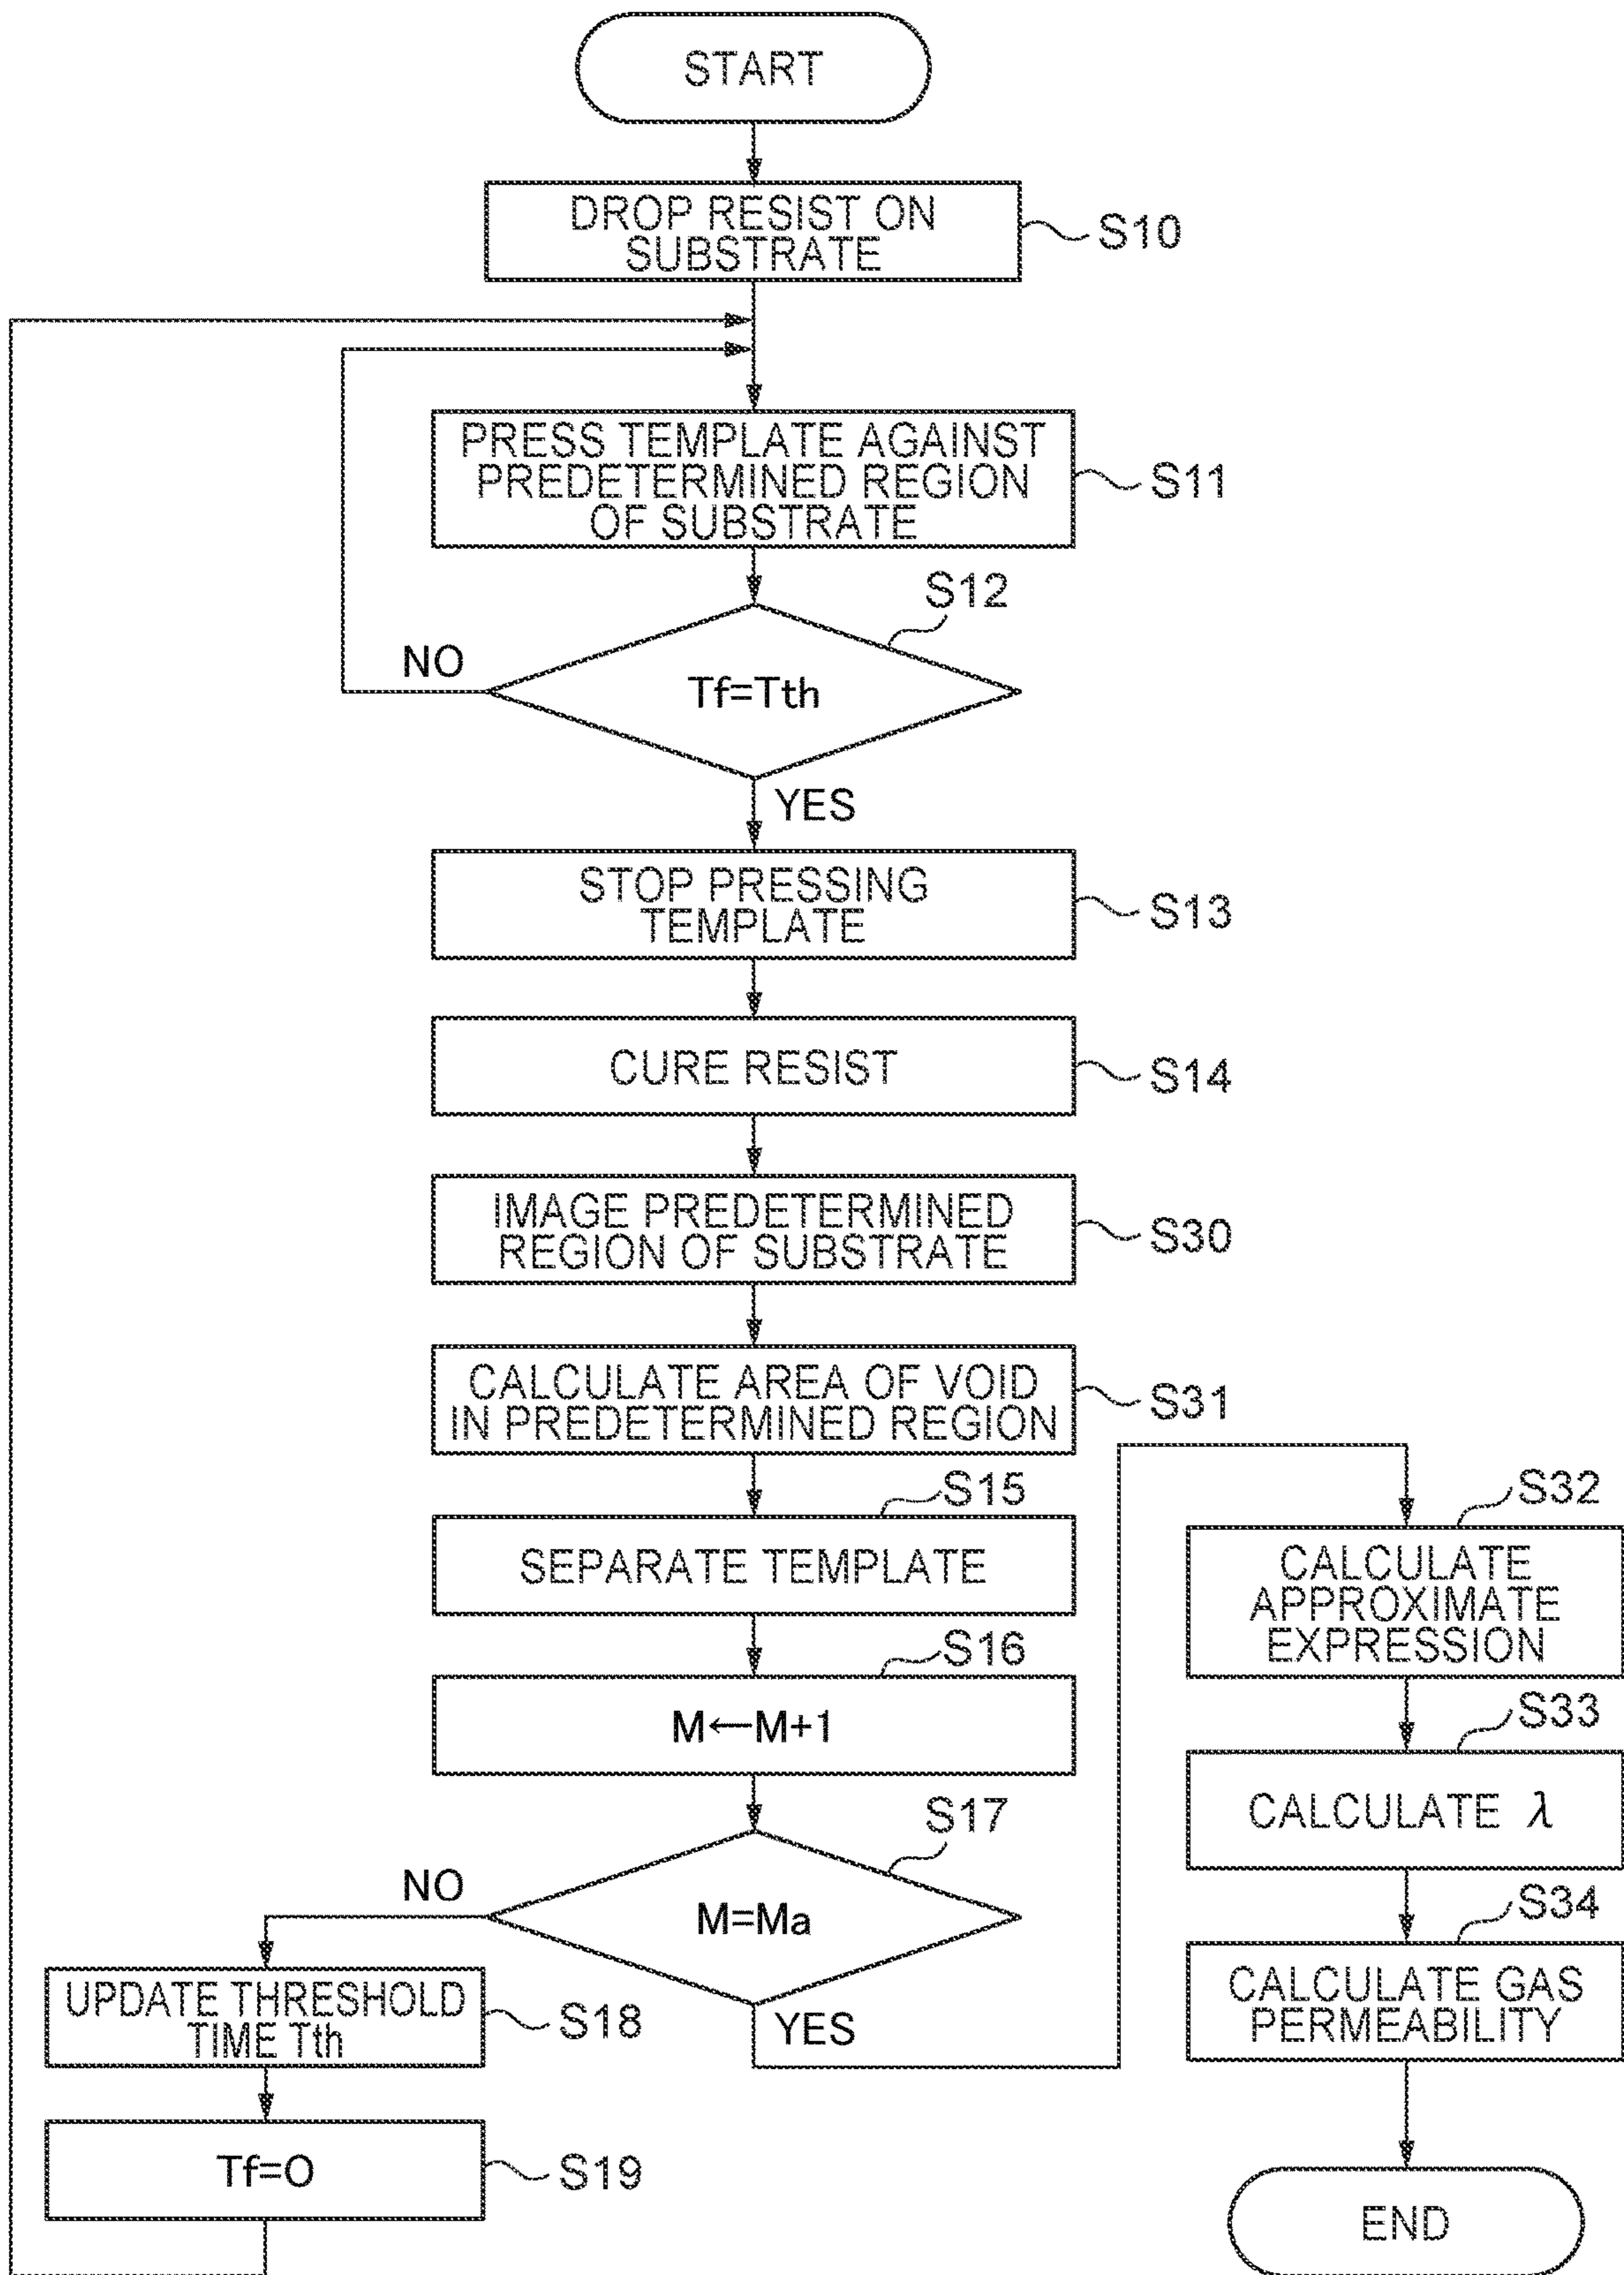 START
DROP RESIST ON
SUBSTRATE
S10
PRESS TEMPLATE AGAINST
PREDETERMINED REGION
OF SUBSTRATE
S11
S12
NO
Tf=Tth
YES
STOP PRESSING
TEMPLATE
S13
CURE RESIST
S14
IMAGE PREDETERMINED
REGION OF SUBSTRATE
S30
CALCULATE AREA OF VOID
IN PREDETERMINED REGION
S31
S15
SEPARATE TEMPLATE
S16
M←M+1
S17
NO
M=Ma
YES
UPDATE THRESHOLD
TIME Tth
S18
Tf=O
S19
S32
CALCULATE
APPROXIMATE
EXPRESSION
S33
CALCULATE λ
S34
CALCULATE GAS
PERMEABILITY
END